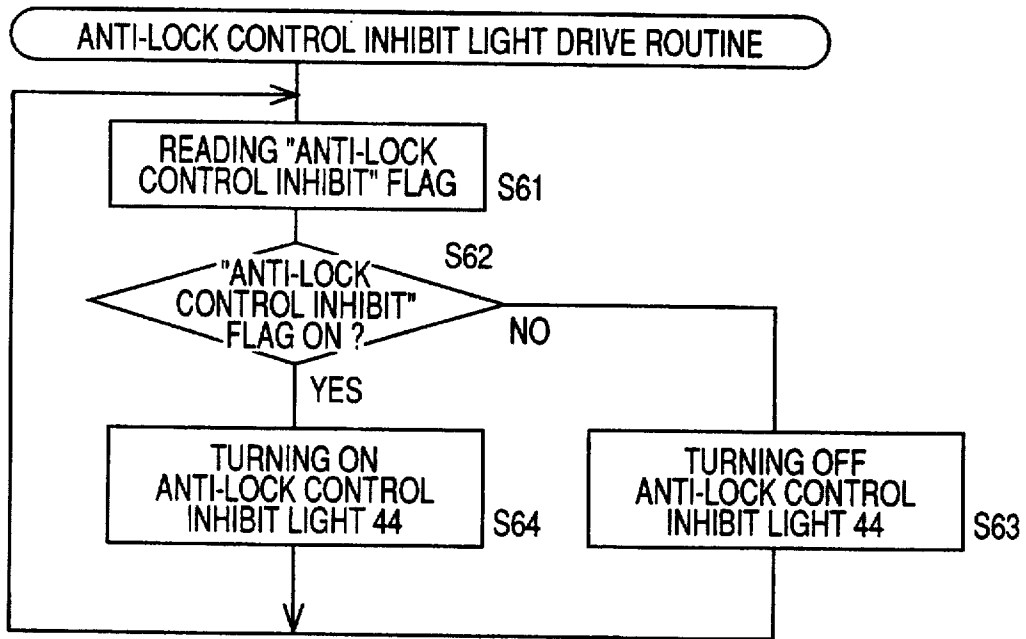 ANTI-LOCK CONTROL INHIBIT LIGHT DRIVE ROUTINE
READING "ANTI-LOCK
CONTROL INHIBIT" FLAG
S61
S62
"ANTI-LOCK
CONTROL INHIBIT"
FLAG ON ?
NO
YES
TURNING ON
ANTI-LOCK CONTROL
INHIBIT LIGHT 44
S64
TURNING OFF
ANTI-LOCK CONTROL
INHIBIT LIGHT 44
S63